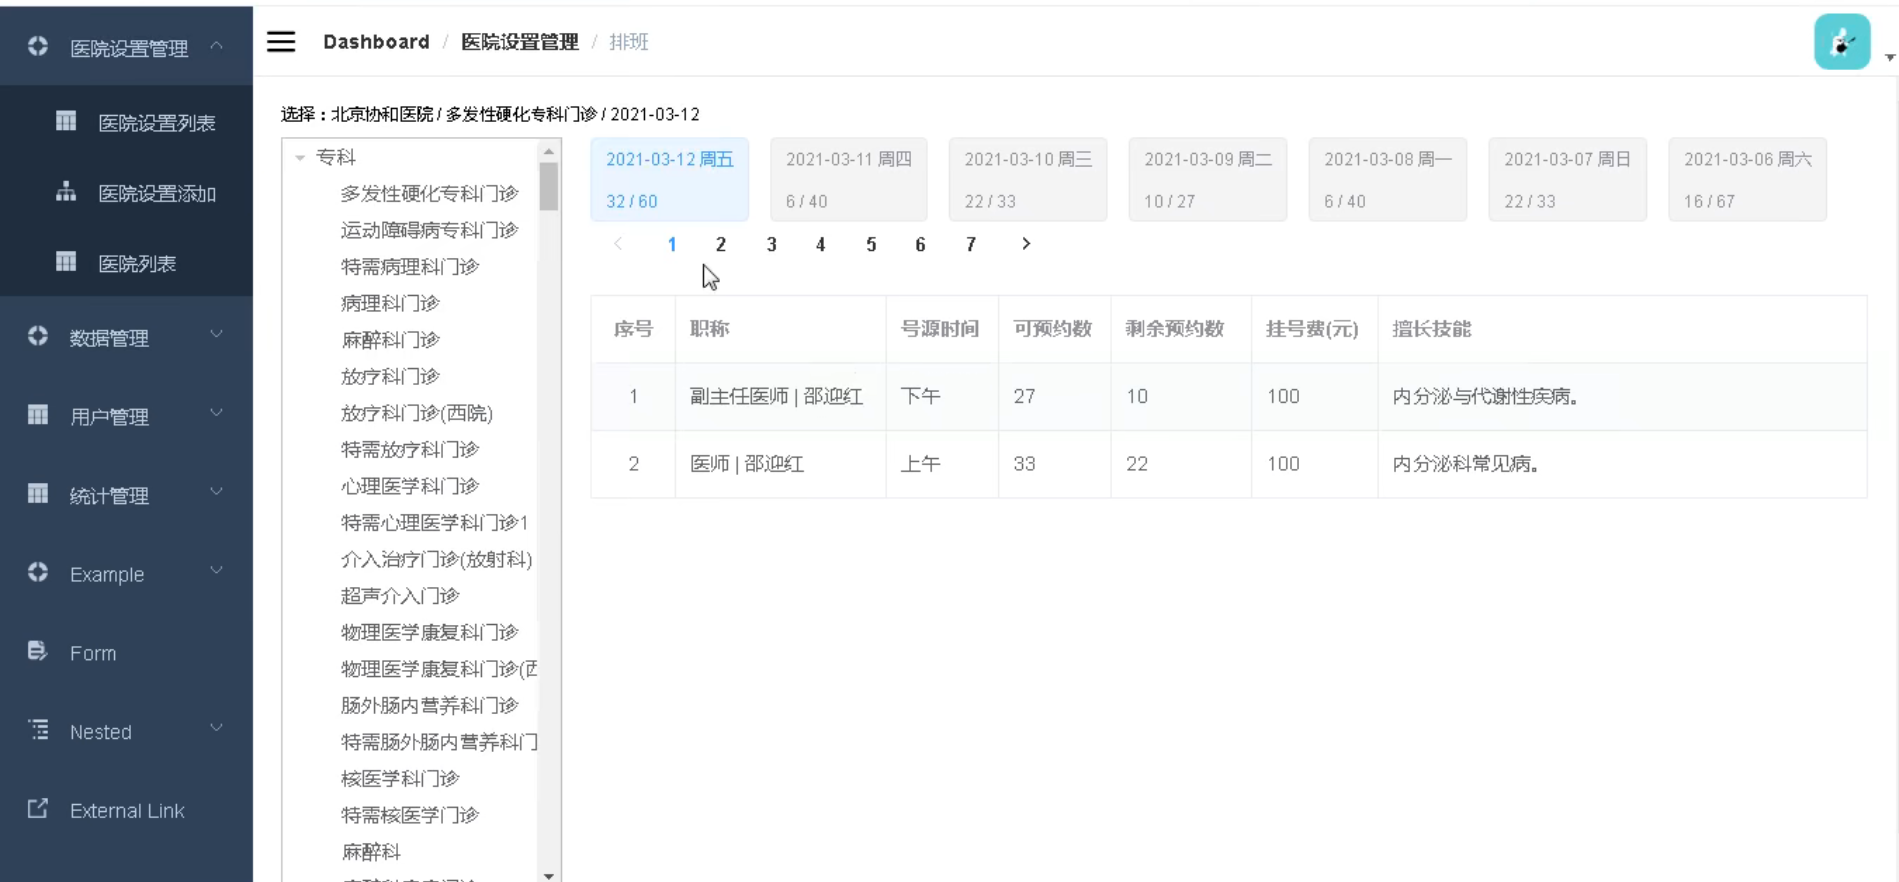 医院设置管理
医院设置列表
医院设置添加
医院列表
数据管理
用户管理
统计管理
Example
Form
Nested
External Link
Dashboard / 医院设置管理 / 排班
选择：北京协和医院 / 多发性硬化专科门诊 / 2021-03-12
专科
多发性硬化专科门诊
运动障碍病专科门诊
特需病理科门诊
病理科门诊
麻醉科门诊
放疗科门诊
放疗科门诊(西院)
特需放疗科门诊
心理医学科门诊
特需心理医学科门诊1
介入治疗门诊(放射科)
超声介入门诊
物理医学康复科门诊
物理医学康复科门诊(西
肠外肠内营养科门诊
特需肠外肠内营养科门
核医学科门诊
特需核医学门诊
麻醉科
2021-03-12 周五 2021-03-11 周四 2021-03-10 周三 2021-03-09 周二 2021-03-08 周一 2021-03-07 周日 2021-03-06 周六
32 / 60 6 / 40 22 / 33 10 / 27 6 / 40 22 / 33 16 / 67
1 2 3 4 5 6 7
序号 职称 号源时间 可预约数 剩余预约数 挂号费(元) 擅长技能
1 副主任医师 | 邵迎红 下午 27 10 100 内分泌与代谢性疾病。
2 医师 | 邵迎红 上午 33 22 100 内分泌科常见病。